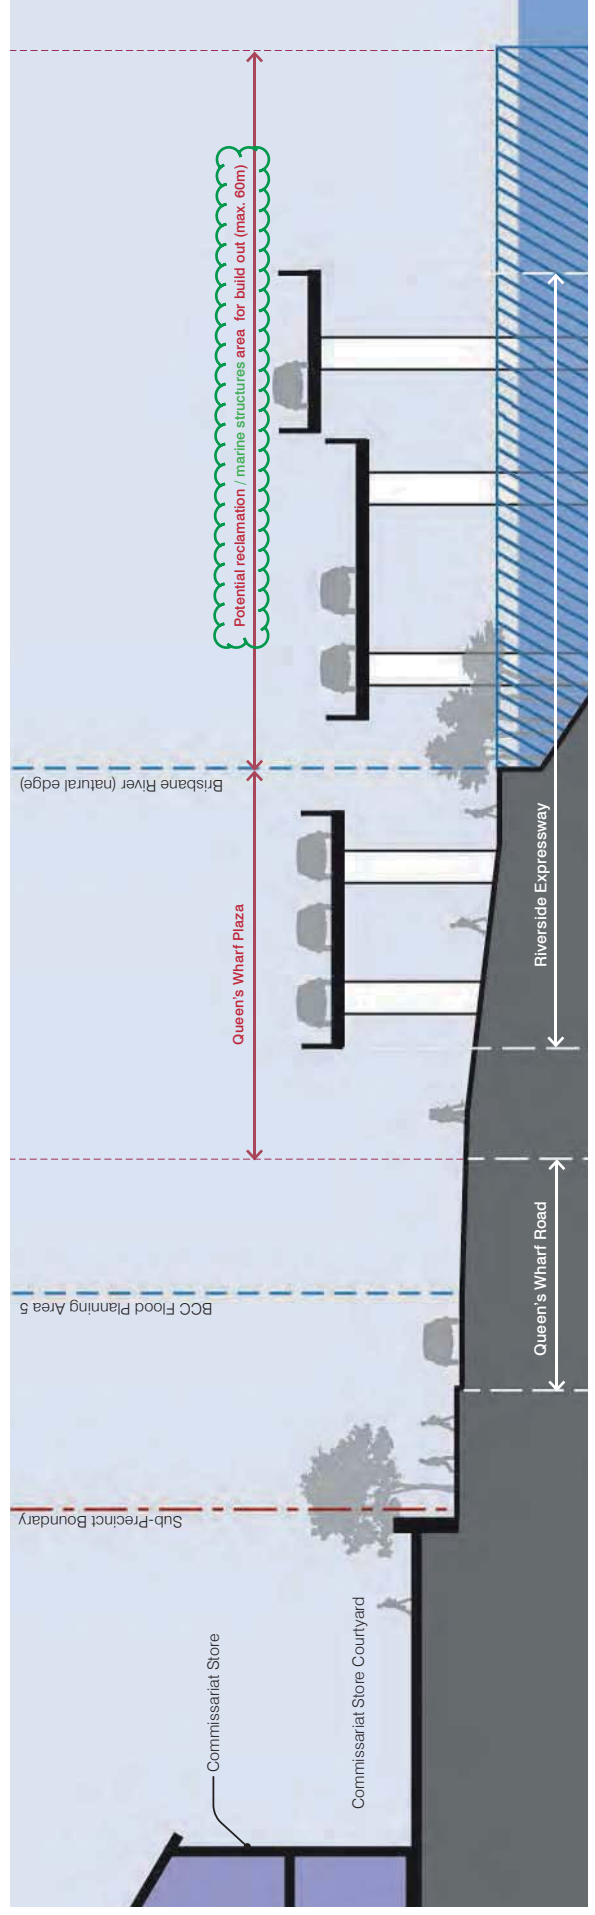 Commissariat Store
Commissariat Store Courtyard
Sub-Precinct Boundary
BCC Flood Planning Area 5
Queen's Wharf Road
Queen's Wharf Plaza
Riverside Expressway
Brisbane River (natural edge)
Potential reclamation / marine structures area for build out (max. 60m)